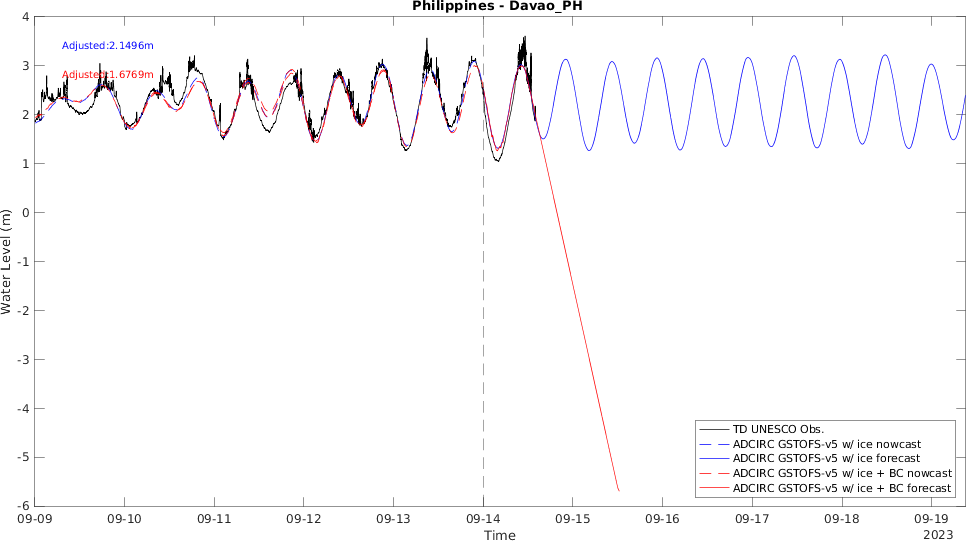 Philippines - Davao_PH
4
3
2
1
0
-1
-2
-3
-4
-5
-6
Water Level (m)
Adjusted:2.1496m
Adjusted:1.6769m
TD UNESCO Obs.
ADCIRC GSTOFS-v5 w/ ice nowcast
ADCIRC GSTOFS-v5 w/ ice forecast
ADCIRC GSTOFS-v5 w/ ice + BC nowcast
ADCIRC GSTOFS-v5 w/ ice + BC forecast
09-09 09-10 09-11 09-12 09-13 09-14 09-15 09-16 09-17 09-18 09-19
Time
2023